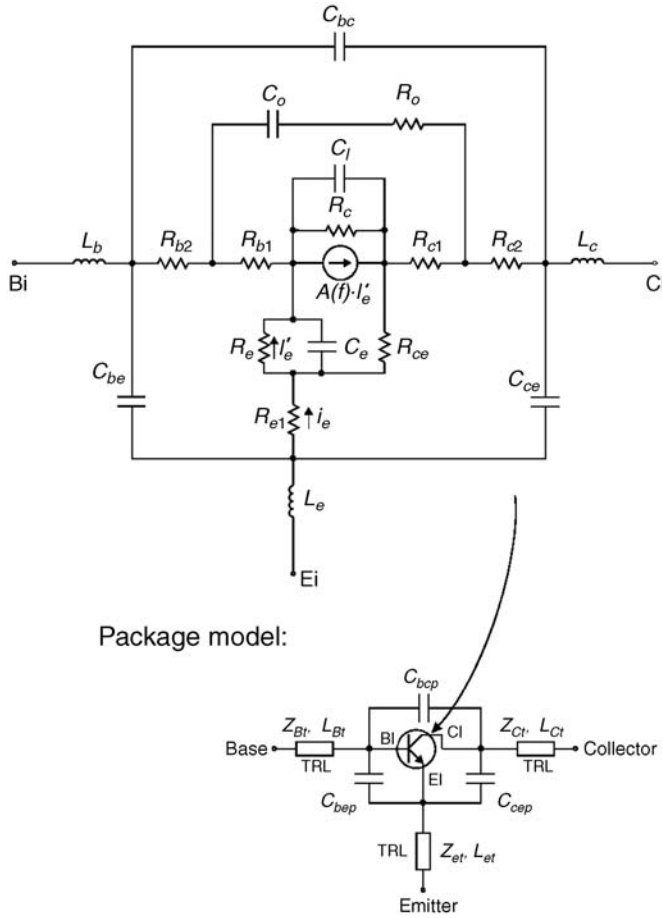 C_bc
C_o R_o
C_l
R_c
L_b R_b2 R_b1 R_c1 R_c2 L_c
Bi A(f)·I'_e C
R_e I'_e C_e R_ce
C_be C_ce
R_e1 i_e
L_e
Ei
Package model:
C_bcp
Z_Bt, L_Bt Z_Ct, L_Ct
Base BI CI Collector
TRL TRL
EI
C_bep C_cep
TRL Z_et, L_et
Emitter